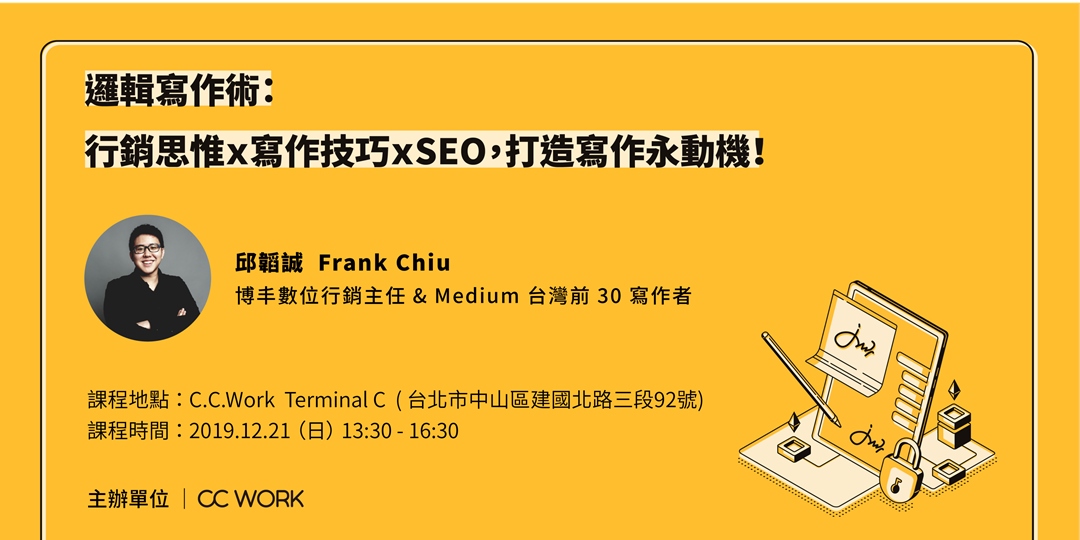 邏輯寫作術：
行銷思惟x寫作技巧xSEO，打造寫作永動機！
邱韜誠 Frank Chiu
博丰數位行銷主任 & Medium 台灣前 30 寫作者
課程地點：C.C.Work Terminal C ( 台北市中山區建國北路三段92號)
課程時間：2019.12.21（日）13:30 - 16:30
主辦單位｜CC WORK